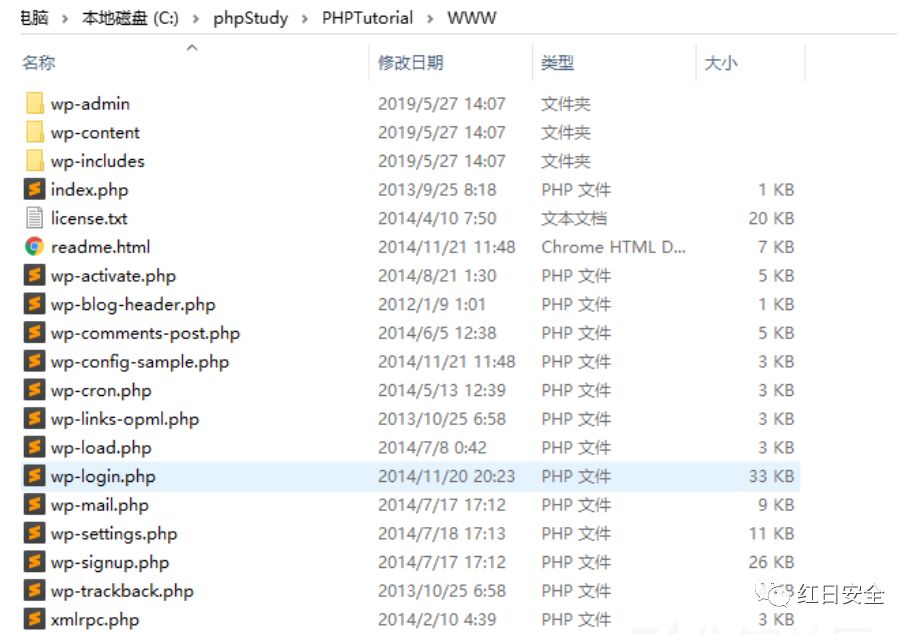 电脑 › 本地磁盘 (C:) › phpStudy › PHPTutorial › WWW
名称 修改日期 类型 大小
wp-admin 2019/5/27 14:07 文件夹
wp-content 2019/5/27 14:07 文件夹
wp-includes 2019/5/27 14:07 文件夹
index.php 2013/9/25 8:18 PHP 文件 1 KB
license.txt 2014/4/10 7:50 文本文档 20 KB
readme.html 2014/11/21 11:48 Chrome HTML D... 7 KB
wp-activate.php 2014/8/21 1:30 PHP 文件 5 KB
wp-blog-header.php 2012/1/9 1:01 PHP 文件 1 KB
wp-comments-post.php 2014/6/5 12:38 PHP 文件 5 KB
wp-config-sample.php 2014/11/21 11:48 PHP 文件 3 KB
wp-cron.php 2014/5/13 12:39 PHP 文件 3 KB
wp-links-opml.php 2013/10/25 6:58 PHP 文件 3 KB
wp-load.php 2014/7/8 0:42 PHP 文件 3 KB
wp-login.php 2014/11/20 20:23 PHP 文件 33 KB
wp-mail.php 2014/7/17 17:12 PHP 文件 9 KB
wp-settings.php 2014/7/18 17:13 PHP 文件 11 KB
wp-signup.php 2014/7/17 17:12 PHP 文件 26 KB
wp-trackback.php 2013/10/25 6:58 PHP 文件
红日安全
xmlrpc.php 2014/2/10 4:39 PHP 文件 3 KB